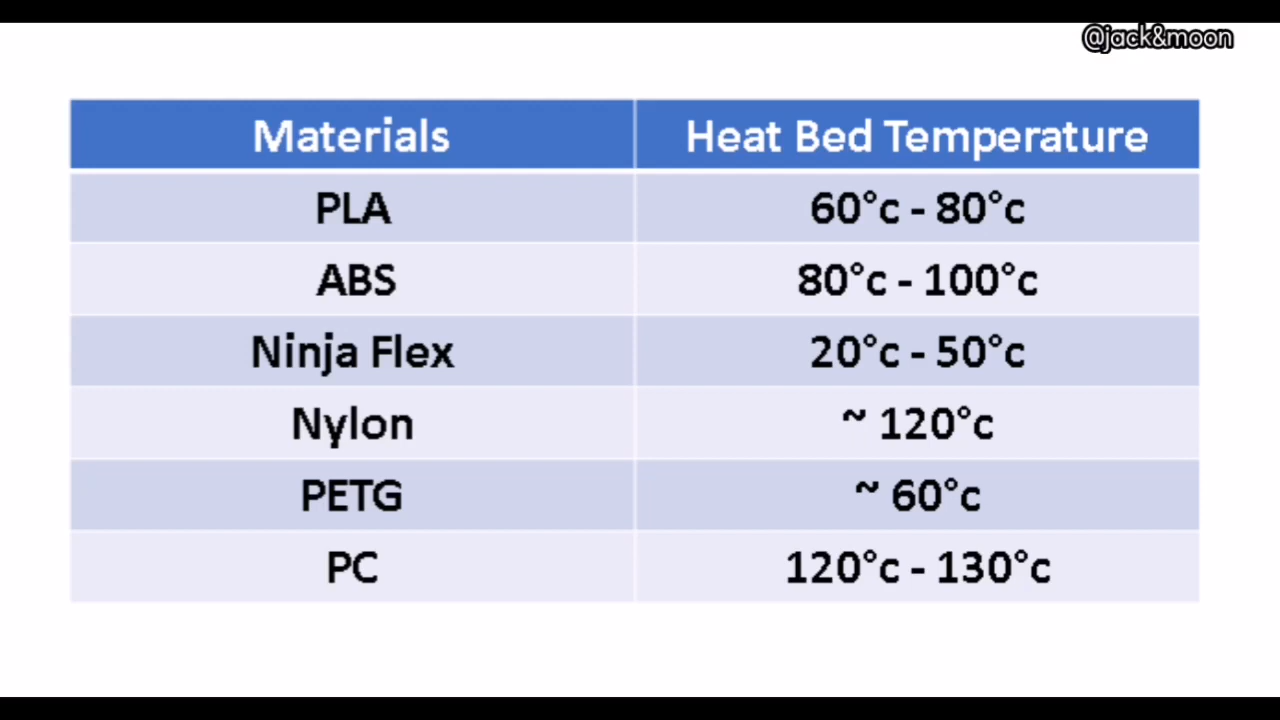 @jack&moon
Materials Heat Bed Temperature
PLA 60°c - 80°c
ABS 80°c - 100°c
Ninja Flex 20°c - 50°c
Nylon ~ 120°c
PETG ~ 60°c
PC 120°c - 130°c